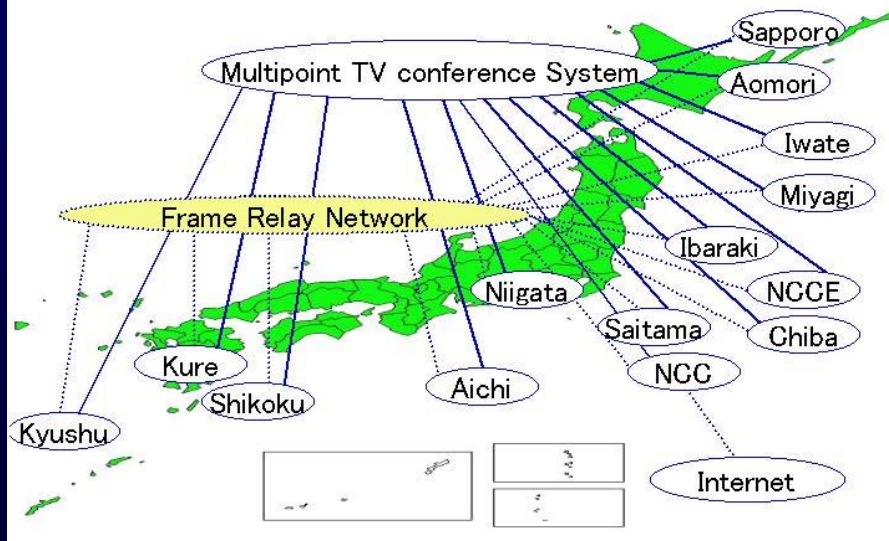 Sapporo
Multipoint TV conference System
Aomori
Iwate
Miyagi
Frame Relay Network
Ibaraki
Niigata
NCCE
Saitama
Chiba
Kure
NCC
Aichi
Shikoku
Kyushu
Internet